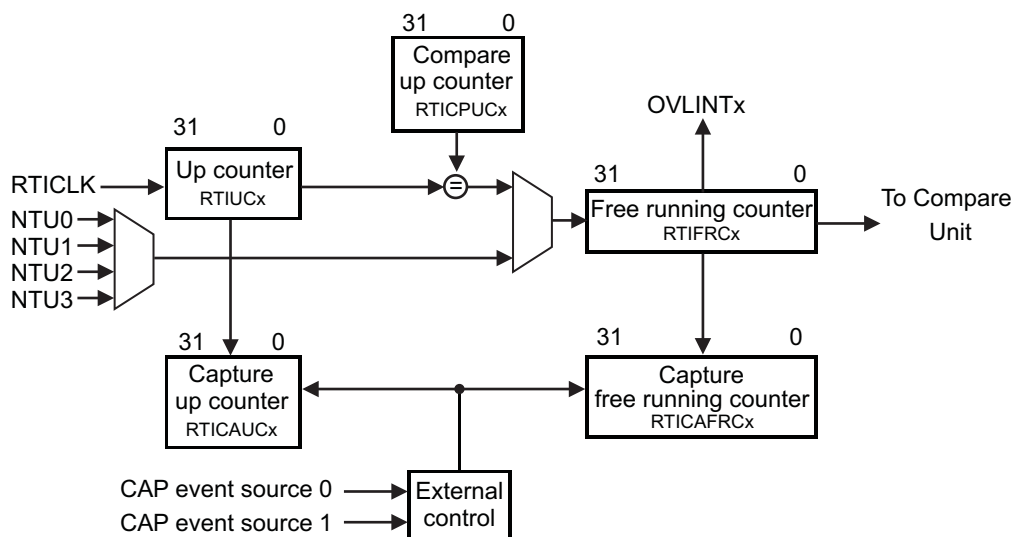 31 0
Compare
up counter
RTICPUCx
OVLINTx
31 0
Up counter
RTIUCx
RTICLK
NTU0
NTU1
NTU2
NTU3
=
31 0
Free running counter
RTIFRCx
To Compare
Unit
31 0
Capture
up counter
RTICAUCx
31 0
Capture
free running counter
RTICAFRCx
CAP event source 0
CAP event source 1
External
control